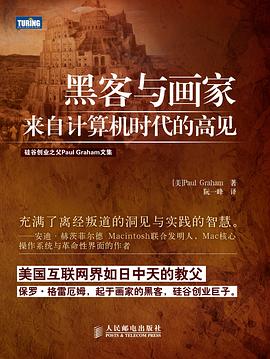 TURING
图灵教育
黑客与画家
来自计算机时代的高见
硅谷创业之父Paul Graham文集
[美]Paul Graham 著
阮一峰 译
充满了离经叛道的洞见与实践的智慧。
——安迪·赫茨菲尔德 Macintosh联合发明人、Mac核心
操作系统与革命性界面的作者
美国互联网界如日中天的教父
保罗·格雷厄姆，起于画家的黑客，硅谷创业巨子。
人民邮电出版社
POSTS & TELECOM PRESS